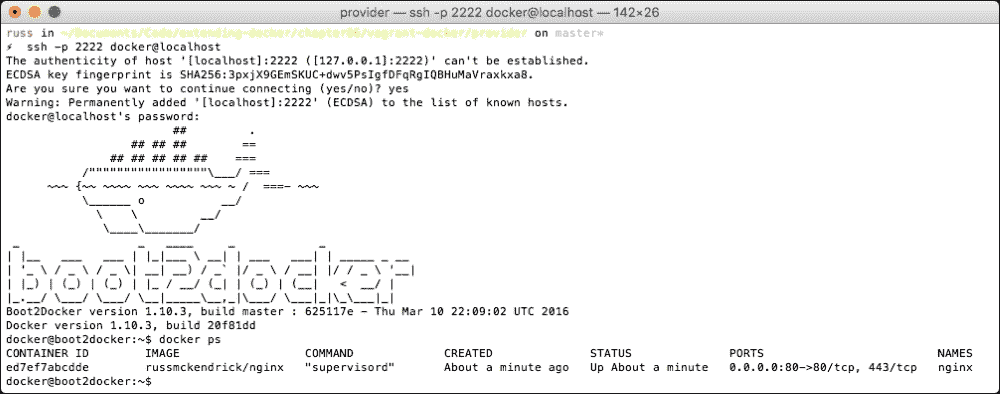 provider — ssh -p 2222 docker@localhost — 142×26
russ in ~/Documents/Code/extending-docker/chapter06/vagrant-docker/provider on master*
⚡ ssh -p 2222 docker@localhost
The authenticity of host '[localhost]:2222 ([127.0.0.1]:2222)' can't be established.
ECDSA key fingerprint is SHA256:3pxjX9GEmSKUC+dwv5PsIgfDFqRgIQBHuMaVraxkxa8.
Are you sure you want to continue connecting (yes/no)? yes
Warning: Permanently added '[localhost]:2222' (ECDSA) to the list of known hosts.
docker@localhost's password:
boot2docker
Boot2Docker version 1.10.3, build master : 625117e - Thu Mar 10 22:09:02 UTC 2016
Docker version 1.10.3, build 20f81dd
docker@boot2docker:~$ docker ps
CONTAINER ID IMAGE COMMAND CREATED STATUS PORTS NAMES
ed7ef7abcdde russmckendrick/nginx "supervisord" About a minute ago Up About a minute 0.0.0.0:80->80/tcp, 443/tcp nginx
docker@boot2docker:~$